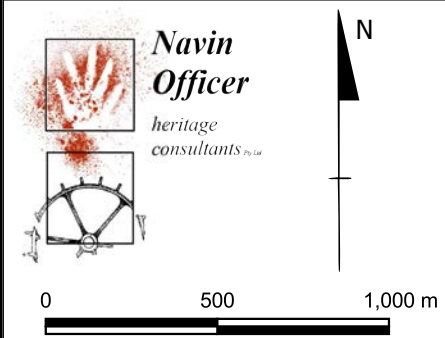 Navin
Officer
heritage
consultants Pty Ltd
N
0 500 1,000 m